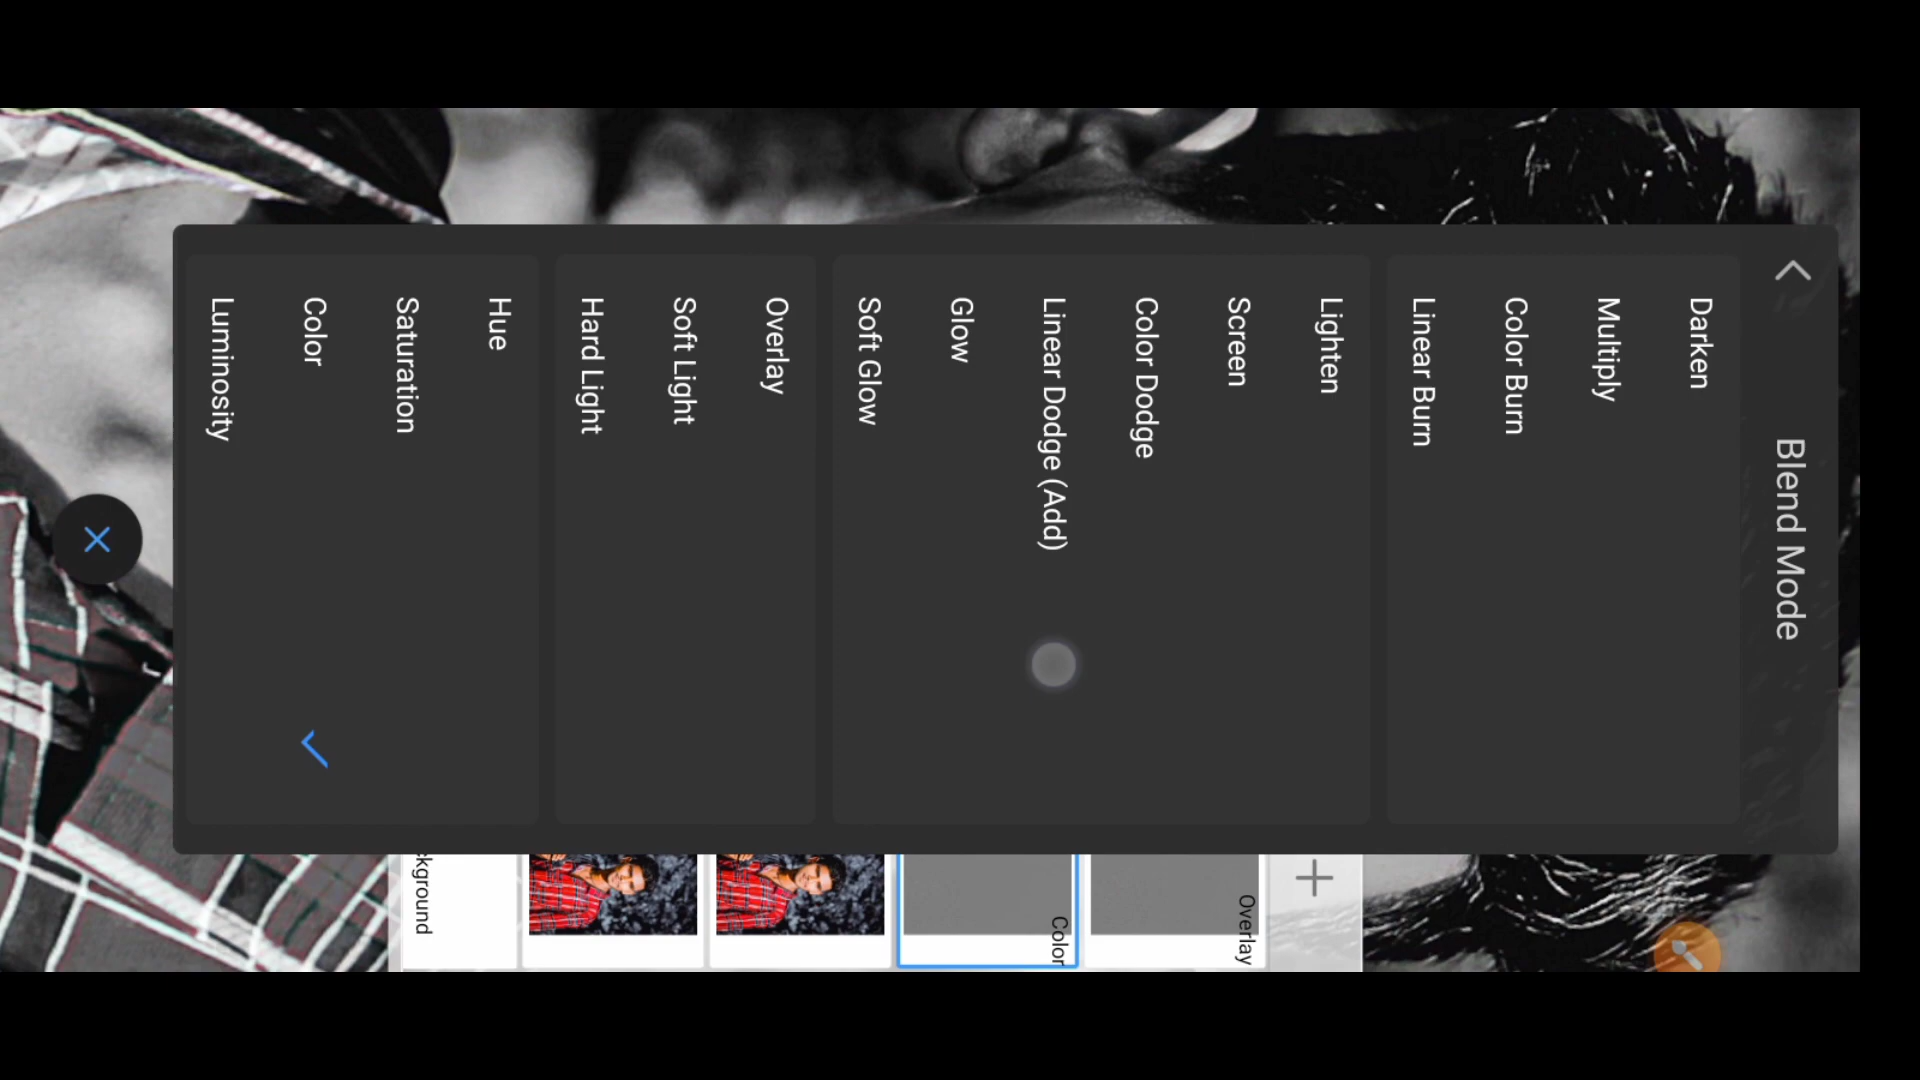 Blend Mode
Darken
Multiply
Color Burn
Linear Burn
Lighten
Screen
Color Dodge
Linear Dodge (Add)
Glow
Soft Glow
Overlay
Soft Light
Hard Light
Hue
Saturation
Color
Luminosity
Overlay
Color
kground